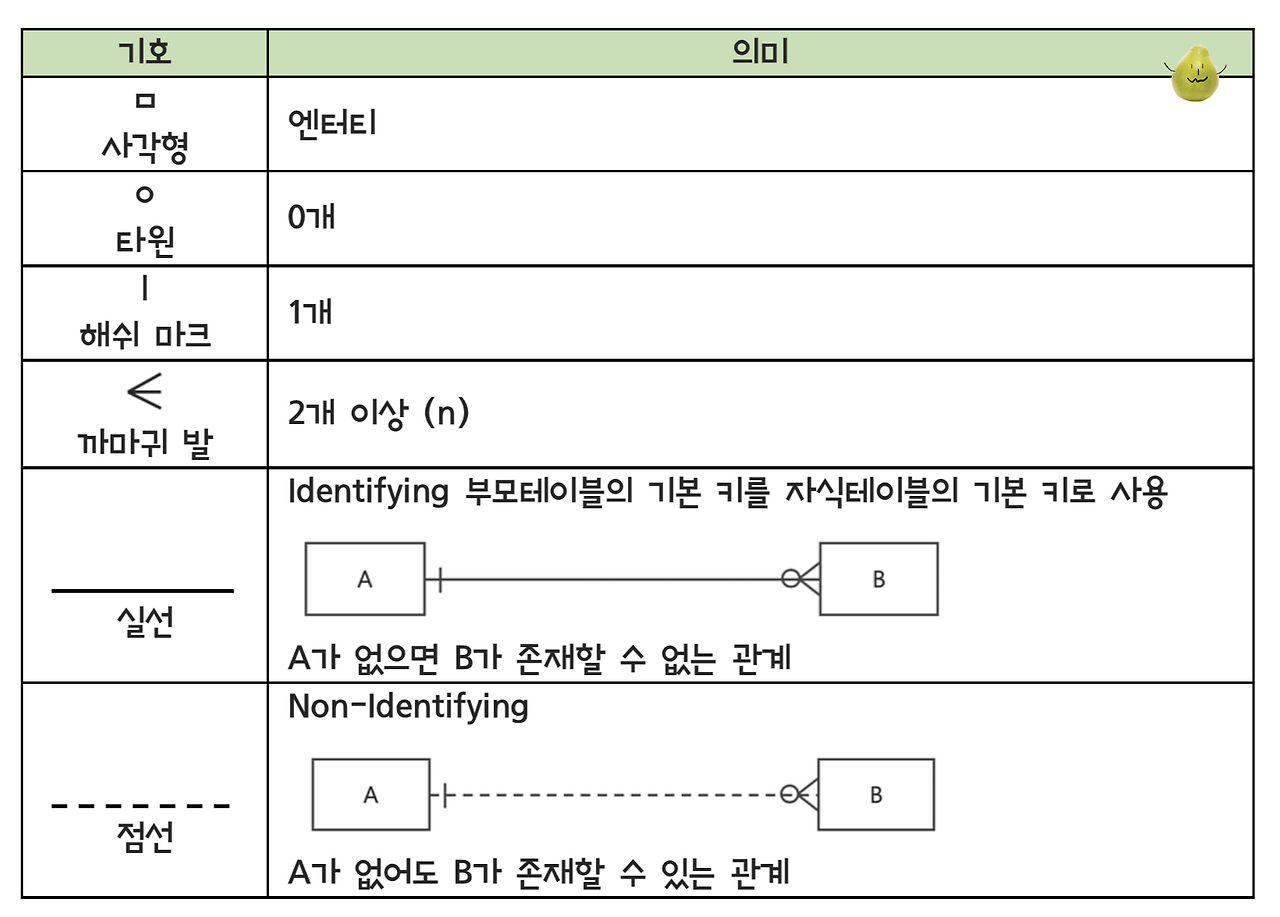 기호
의미
ㅁ
사각형
엔터티
ㅇ
타원
0개
ㅣ
해쉬 마크
1개
까마귀 발
2개 이상 (n)
실선
Identifying 부모테이블의 기본 키를 자식테이블의 기본 키로 사용
A
B
A가 없으면 B가 존재할 수 없는 관계
점선
Non-Identifying
A
B
A가 없어도 B가 존재할 수 있는 관계